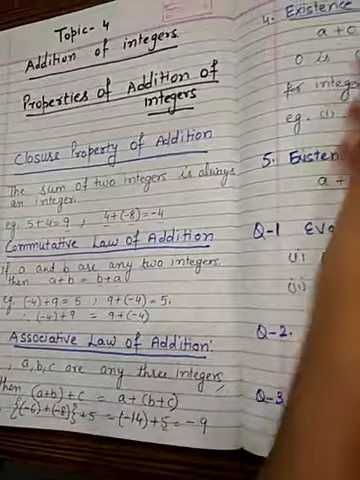 Topic- 4
Addition of integers
Properties of Addition of
Integers
Closure Property of Addition
The sum of two integers is always
an integer.
eg. 5+4=9 , 4+(-8)=-4
Commutative Law of Addition
If a and b are any two integers,
then a+b = b+a
eg. (-4)+9 = 5 ; 9+(-4) = 5.
∴ (-4)+9 = 9+(-4)
Associative Law of Addition:
, a,b,c are any three integers,
then (a+b)+c = a+(b+c)
{(-6)+(-8)}+5 = (-14)+5 = -9
4. Existence
a+0
0 is
for integer
eg. (i)
5. Existen
a+
Q-1 Eva
(i)
(ii)
Q-2.
Q-3